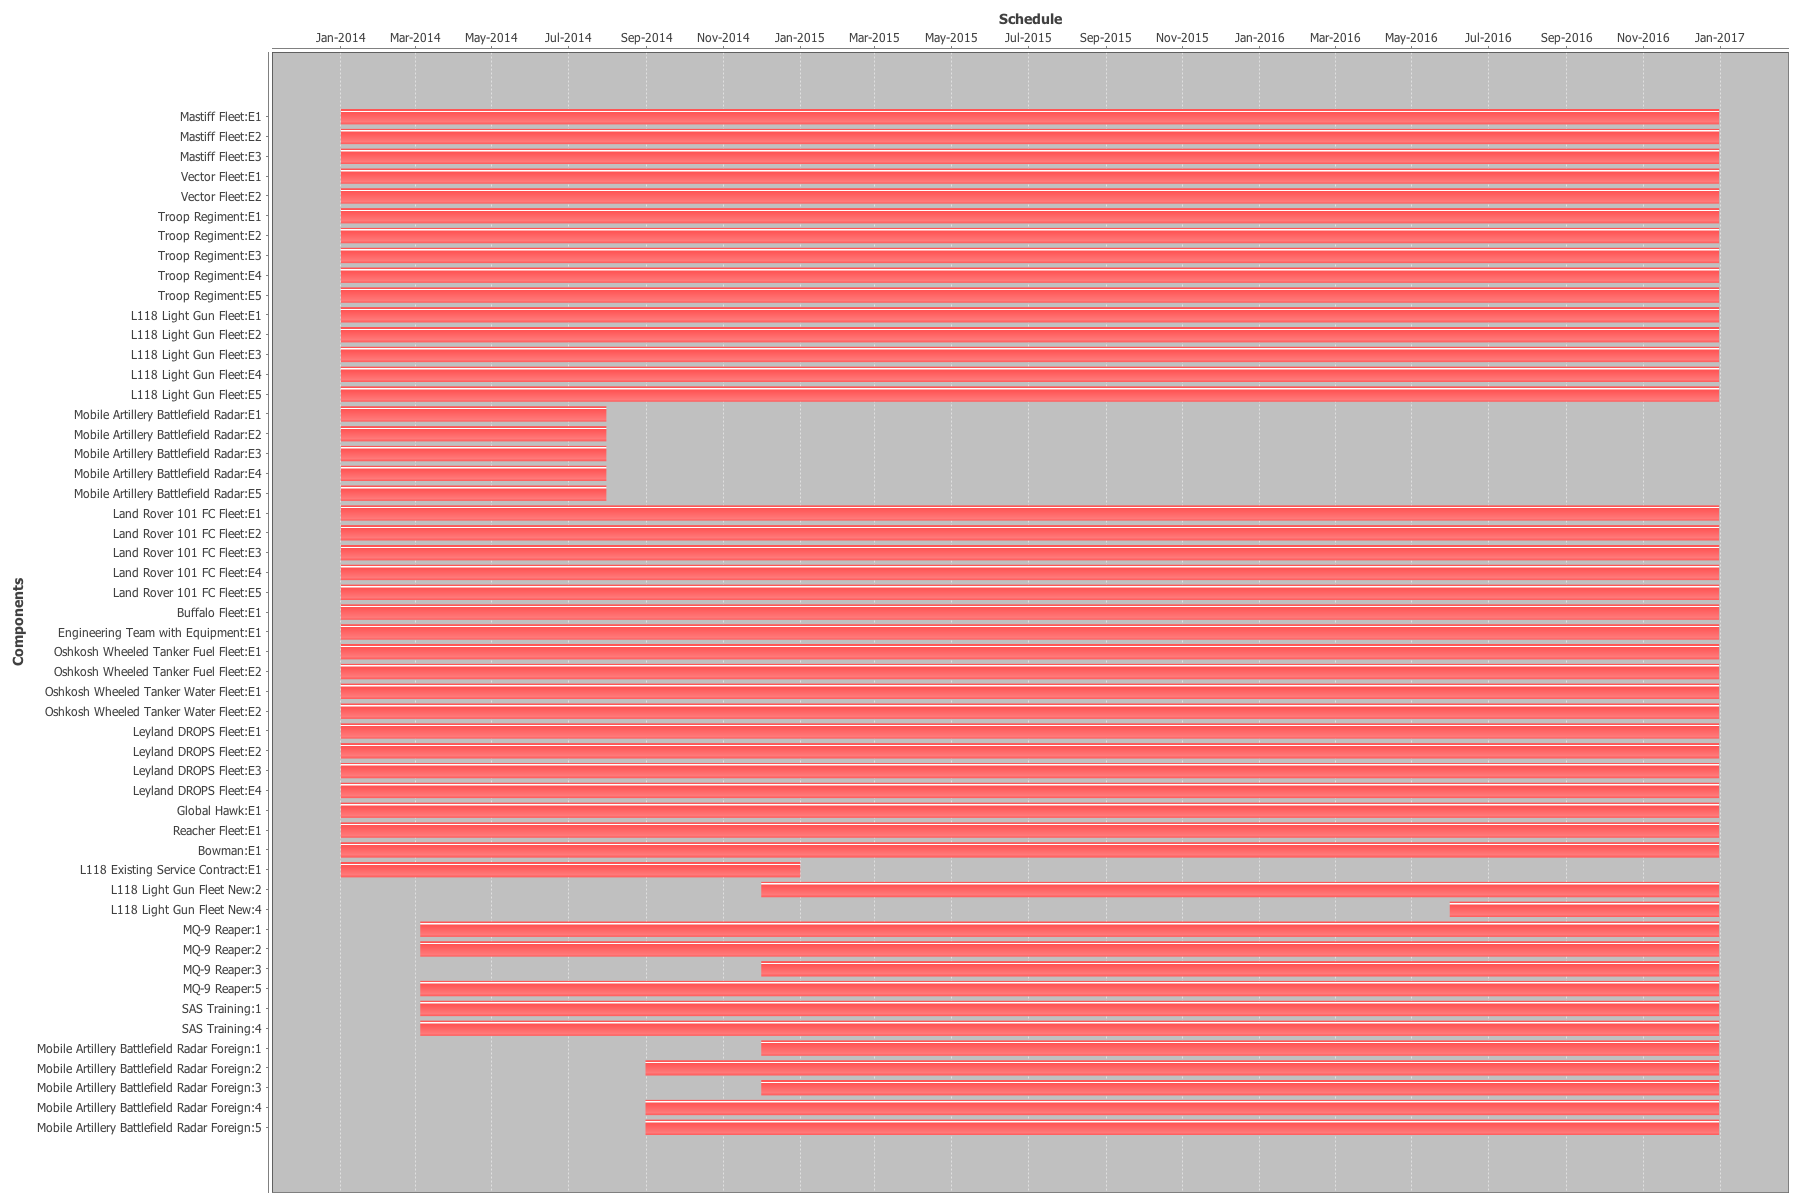 Schedule
Jan-2014 Mar-2014 May-2014 Jul-2014 Sep-2014 Nov-2014 Jan-2015 Mar-2015 May-2015 Jul-2015 Sep-2015 Nov-2015 Jan-2016 Mar-2016 May-2016 Jul-2016 Sep-2016 Nov-2016 Jan-2017
Components
Mastiff Fleet:E1
Mastiff Fleet:E2
Mastiff Fleet:E3
Vector Fleet:E1
Vector Fleet:E2
Troop Regiment:E1
Troop Regiment:E2
Troop Regiment:E3
Troop Regiment:E4
Troop Regiment:E5
L118 Light Gun Fleet:E1
L118 Light Gun Fleet:E2
L118 Light Gun Fleet:E3
L118 Light Gun Fleet:E4
L118 Light Gun Fleet:E5
Mobile Artillery Battlefield Radar:E1
Mobile Artillery Battlefield Radar:E2
Mobile Artillery Battlefield Radar:E3
Mobile Artillery Battlefield Radar:E4
Mobile Artillery Battlefield Radar:E5
Land Rover 101 FC Fleet:E1
Land Rover 101 FC Fleet:E2
Land Rover 101 FC Fleet:E3
Land Rover 101 FC Fleet:E4
Land Rover 101 FC Fleet:E5
Buffalo Fleet:E1
Engineering Team with Equipment:E1
Oshkosh Wheeled Tanker Fuel Fleet:E1
Oshkosh Wheeled Tanker Fuel Fleet:E2
Oshkosh Wheeled Tanker Water Fleet:E1
Oshkosh Wheeled Tanker Water Fleet:E2
Leyland DROPS Fleet:E1
Leyland DROPS Fleet:E2
Leyland DROPS Fleet:E3
Leyland DROPS Fleet:E4
Global Hawk:E1
Reacher Fleet:E1
Bowman:E1
L118 Existing Service Contract:E1
L118 Light Gun Fleet New:2
L118 Light Gun Fleet New:4
MQ-9 Reaper:1
MQ-9 Reaper:2
MQ-9 Reaper:3
MQ-9 Reaper:5
SAS Training:1
SAS Training:4
Mobile Artillery Battlefield Radar Foreign:1
Mobile Artillery Battlefield Radar Foreign:2
Mobile Artillery Battlefield Radar Foreign:3
Mobile Artillery Battlefield Radar Foreign:4
Mobile Artillery Battlefield Radar Foreign:5